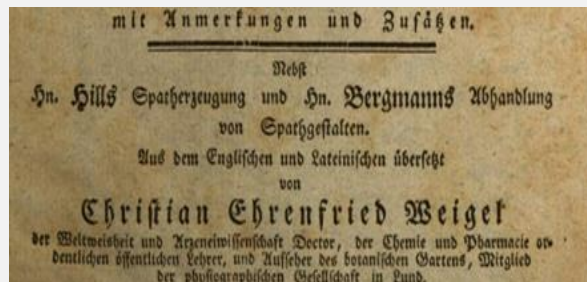 mit Anmerkungen und Zusätzen.
Nebst
Hn. Hills Spatherzeugung und Hn. Bergmanns Abhandlung
von Spathgestalten.
Aus dem Englischen und Lateinischen übersetzt
von
Christian Ehrenfried Weigel
der Weltweisheit und Arzeneiwissenschaft Doctor, der Chemie und Pharmacie or-
dentlichen öffentlichen Lehrer, und Aufseher des botanischen Gartens, Mitglied
der physiographischen Gesellschaft in Lund.